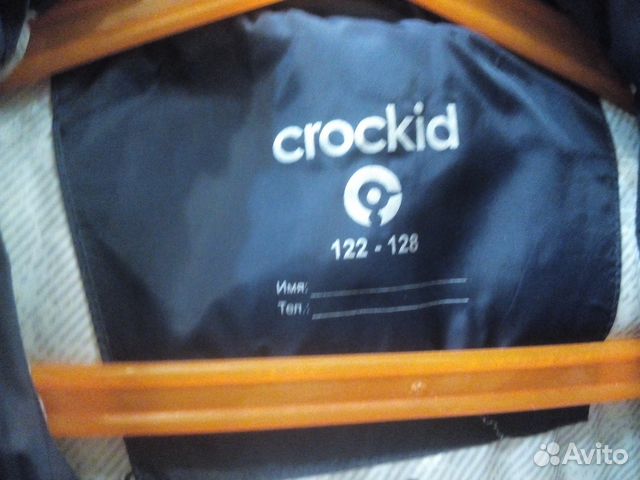 crockid
122 - 128
Имя:
Тел.:
Avito